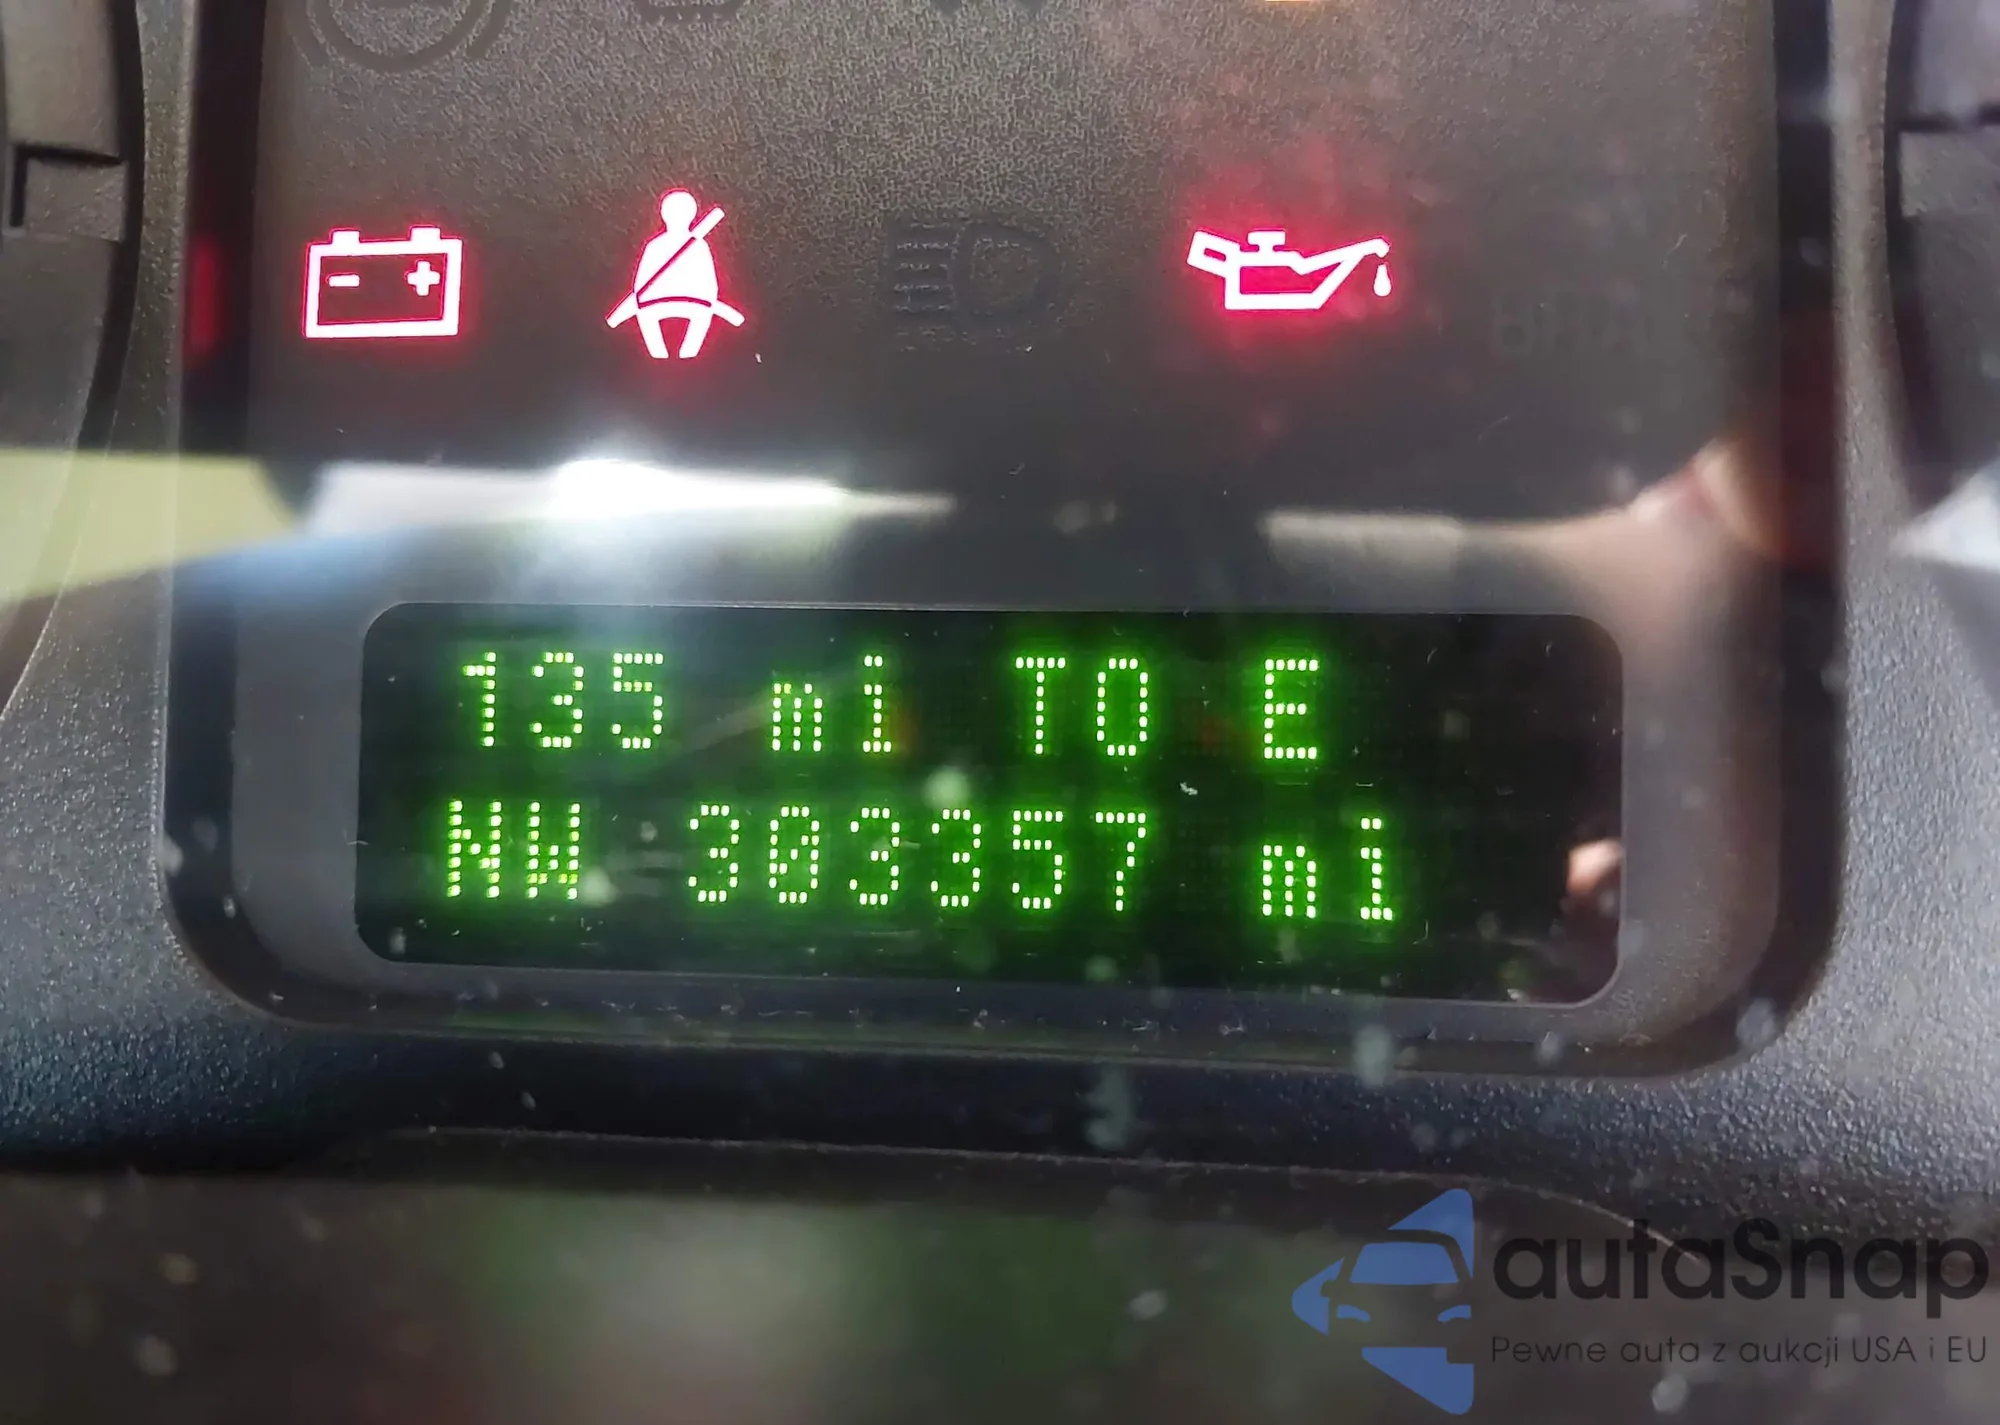 - +
135 mi TO E
NW 303357 mi
autaSnap
Pewne auta z aukcji USA i EU